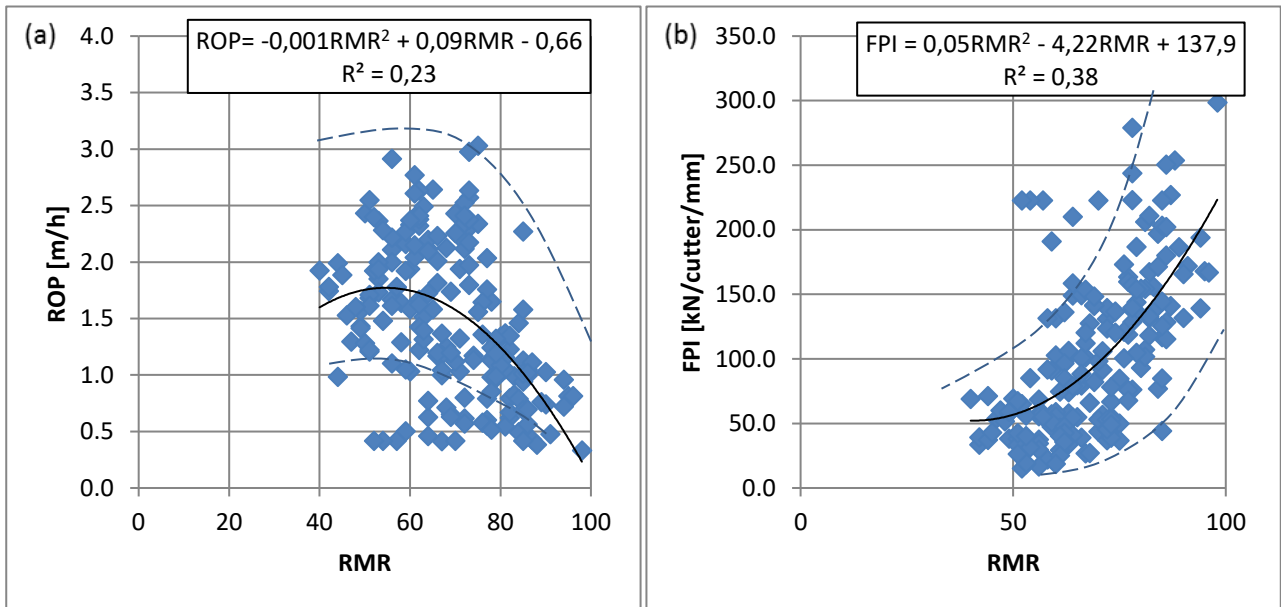 (a)
ROP= -0,001RMR² + 0,09RMR - 0,66
R² = 0,23
4.0
3.5
3.0
2.5
2.0
1.5
1.0
0.5
0.0
ROP [m/h]
0
20
40
60
80
100
RMR
(b)
FPI = 0,05RMR² - 4,22RMR + 137,9
R² = 0,38
350.0
300.0
250.0
200.0
150.0
100.0
50.0
0.0
FPI [kN/cutter/mm]
0
50
100
RMR